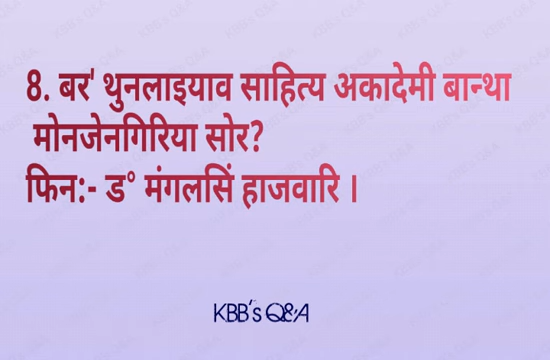 8. बर' थुनलाइयाव साहित्य अकादेमी बान्था
मोनजेनगिरिया सोर?
फिन:- ड° मंगलसिं हाजवारि ।
KBB's Q&A